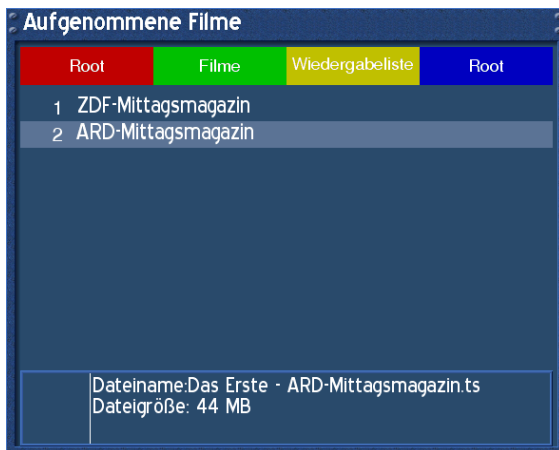 Aufgenommene Filme
Root Filme Wiedergabeliste Root
1 ZDF-Mittagsmagazin
2 ARD-Mittagsmagazin
Dateiname:Das Erste - ARD-Mittagsmagazin.ts
Dateigröße: 44 MB